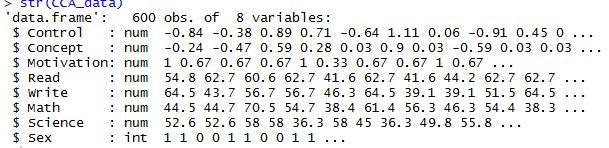 > str(CCA_data)
'data.frame':   600 obs. of  8 variables:
 $ Control   : num  -0.84 -0.38 0.89 0.71 -0.64 1.11 0.06 -0.91 0.45 0 ...
 $ Concept   : num  -0.24 -0.47 0.59 0.28 0.03 0.9 0.03 -0.59 0.03 0.03 ...
 $ Motivation: num  1 0.67 0.67 0.67 1 0.33 0.67 0.67 1 0.67 ...
 $ Read      : num  54.8 62.7 60.6 62.7 41.6 62.7 41.6 44.2 62.7 62.7 ...
 $ Write     : num  64.5 43.7 56.7 56.7 46.3 64.5 39.1 39.1 51.5 64.5 ...
 $ Math      : num  44.5 44.7 70.5 54.7 38.4 61.4 56.3 46.3 54.4 38.3 ...
 $ Science   : num  52.6 52.6 58 58 36.3 58 45 36.3 49.8 55.8 ...
 $ Sex       : int  1 1 0 0 1 1 0 0 1 1 ...